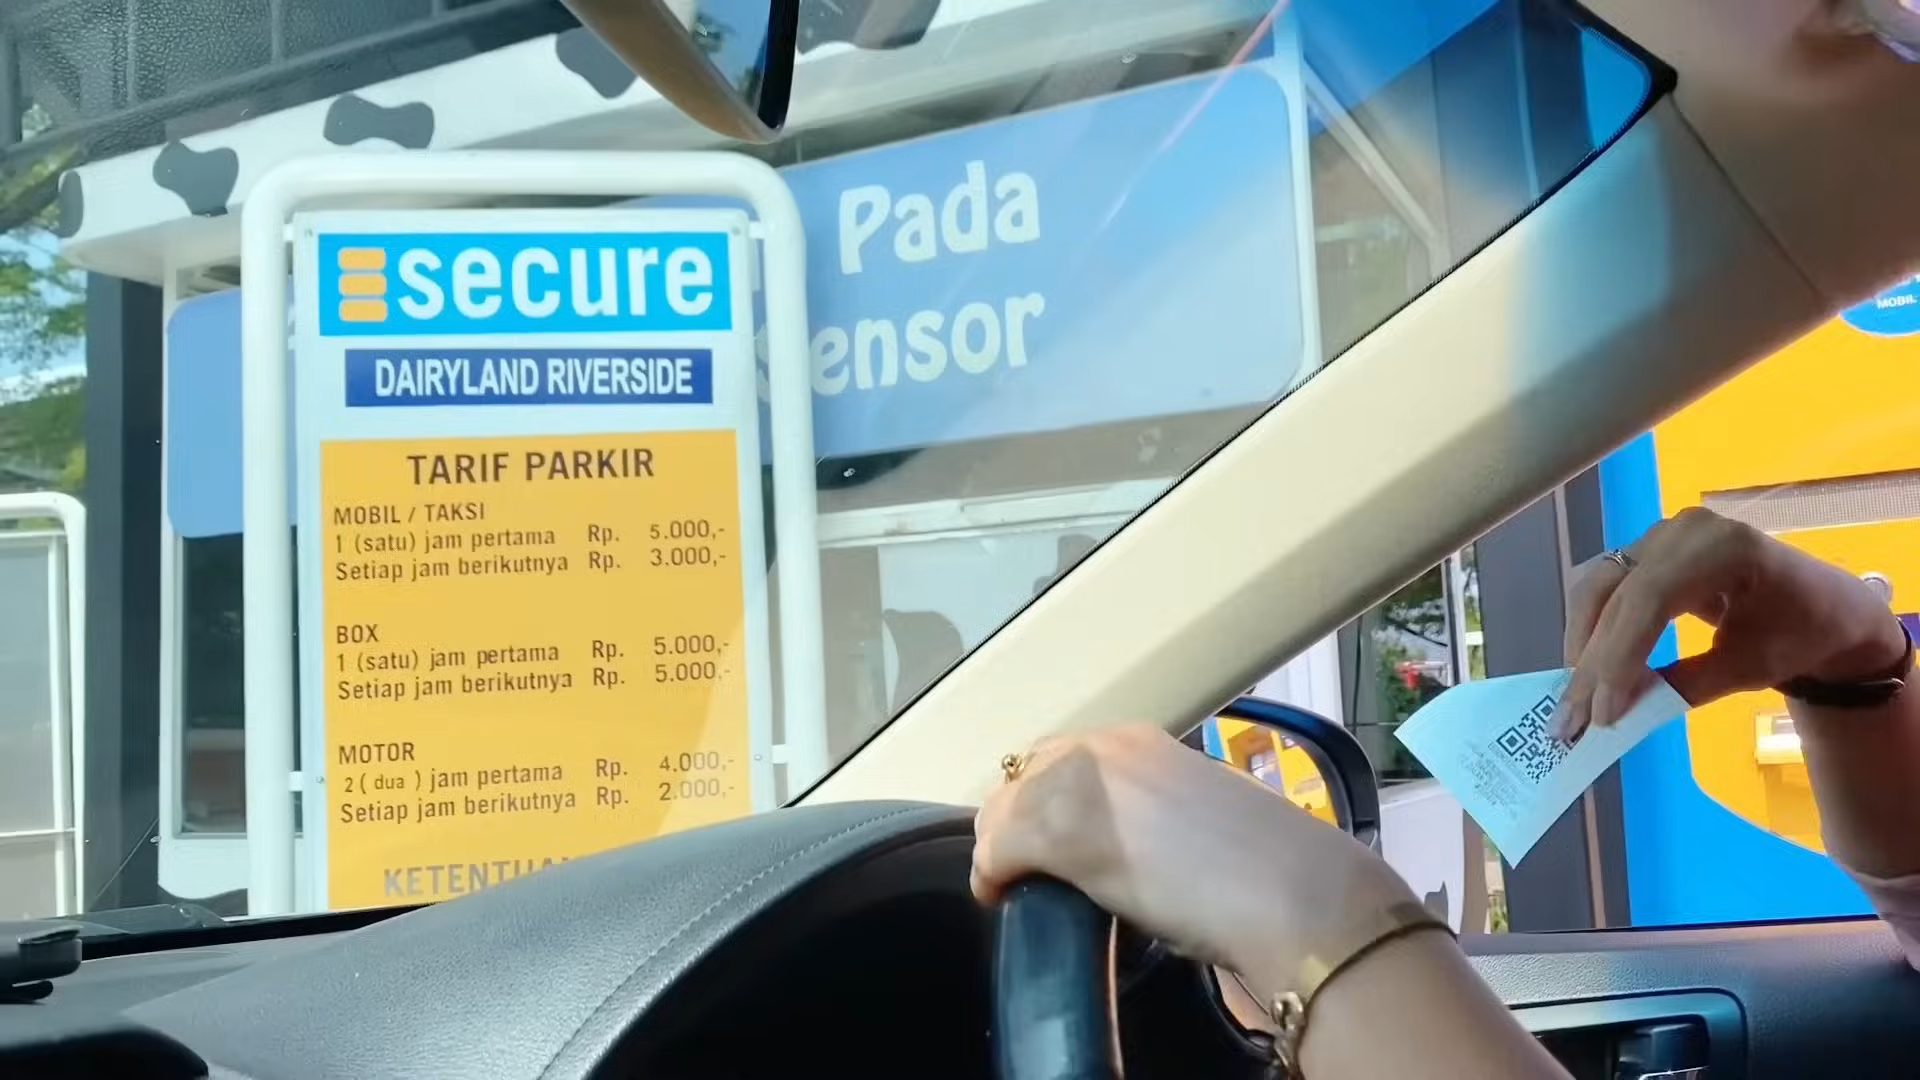 secure
DAIRYLAND RIVERSIDE
TARIF PARKIR
MOBIL / TAKSI
1 (satu) jam pertama Rp. 5.000,-
Setiap jam berikutnya Rp. 3.000,-
BOX
1 (satu) jam pertama Rp. 5.000,-
Setiap jam berikutnya Rp. 5.000,-
MOTOR
2 ( dua ) jam pertama Rp. 4.000,-
Setiap jam berikutnya Rp. 2.000,-
Pada
MOBIL